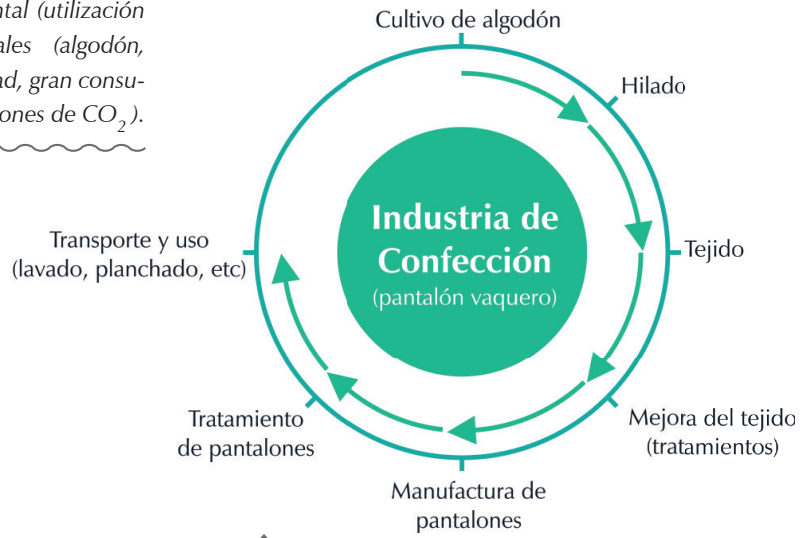 ntal (utilización
ales (algodón,
ad, gran consu-
ones de CO₂).
Cultivo de algodón
Hilado
Tejido
Mejora del tejido
(tratamientos)
Manufactura de
pantalones
Tratamiento
de pantalones
Transporte y uso
(lavado, planchado, etc)
Industria de
Confección
(pantalón vaquero)